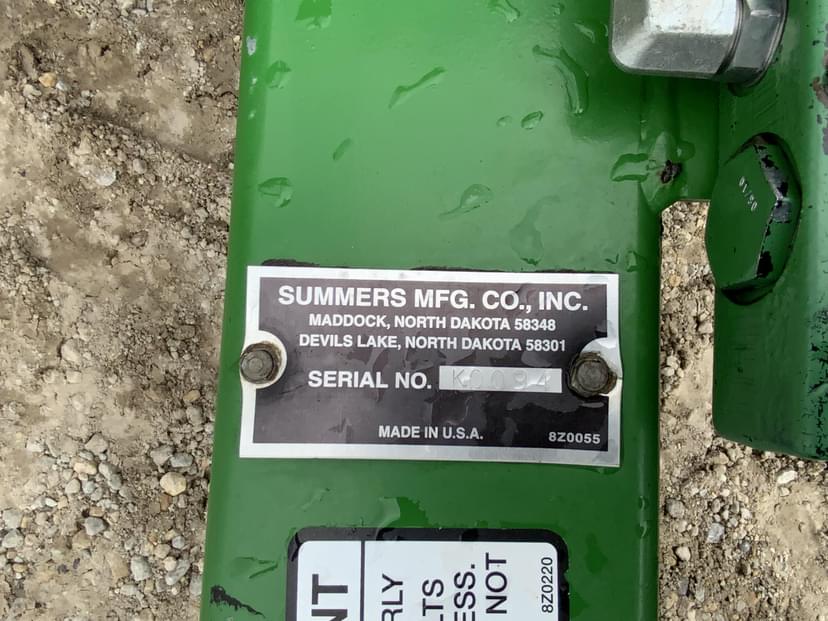 SUMMERS MFG. CO., INC.
MADDOCK, NORTH DAKOTA 58348
DEVILS LAKE, NORTH DAKOTA 58301
SERIAL NO. K0094
MADE IN U.S.A. 8Z0055
NT
RLY
LTS
ESS.
NOT
8Z0220